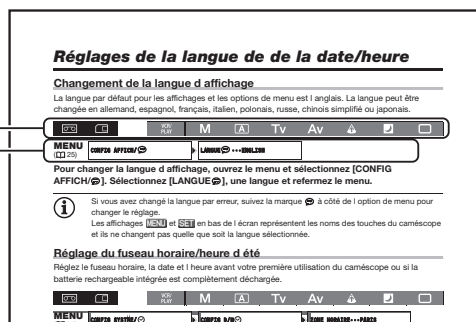 Réglages de la langue de de la date/heure
Changement de la langue d affichage
La langue par défaut pour les affichages et les options de menu est l anglais. La langue peut être
changée en allemand, espagnol, français, italien, polonais, russe, chinois simplifié ou japonais.
VCR/
PLAY M A Tv Av
MENU
( 25)
CONFIG AFFICH/ LANGUE •••ENGLISH
Pour changer la langue d affichage, ouvrez le menu et sélectionnez [CONFIG
AFFICH/ ]. Sélectionnez [LANGUE ], une langue et refermez le menu.
Si vous avez changé la langue par erreur, suivez la marque à côté de l option de menu pour
changer le réglage.
Les affichages MENU et SET en bas de l écran représentent les noms des touches du caméscope
et ils ne changent pas quelle que soit la langue sélectionnée.
Réglage du fuseau horaire/heure d été
Réglez le fuseau horaire, la date et l heure avant votre première utilisation du caméscope ou si la
batterie rechargeable intégrée est complètement déchargée.
VCR/
PLAY M A Tv Av
MENU
CONFIG SYSTÈME/ CONFIG D/H ZONE HORAIRE•••PARIS